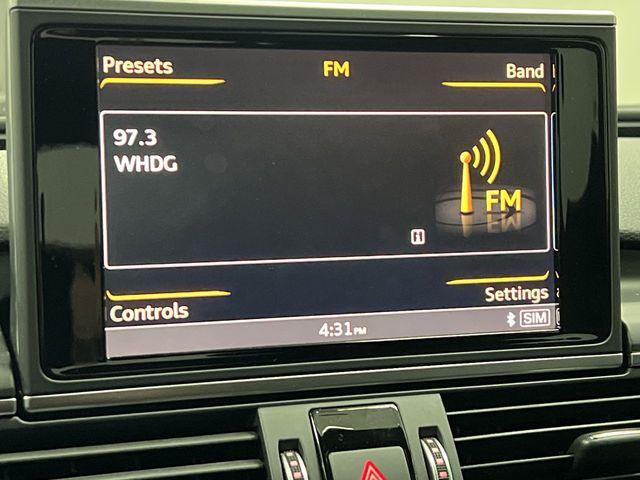 Presets FM Band
97.3
WHDG
FM
Controls Settings
4:31PM SIM